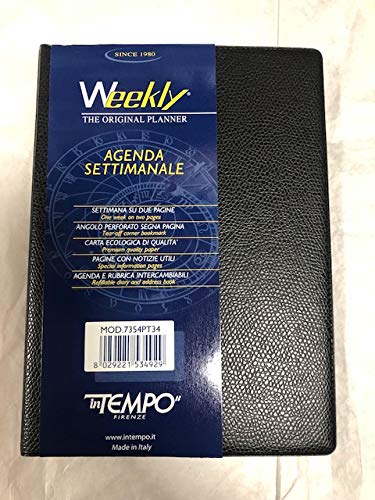 SINCE 1980
Weekly®
THE ORIGINAL PLANNER
AGENDA
SETTIMANALE
SETTIMANA SU DUE PAGINE
One week on two pages
ANGOLO PERFORATO SEGNA PAGINA
Tear-off corner bookmark
CARTA ECOLOGICA DI QUALITA'
Premium quality paper
PAGINE CON NOTIZIE UTILI
Special information pages
AGENDA E RUBRICA INTERCAMBIABILI
Refillable diary and address book
MOD.7354PT34
8 029221 534929
inTEMPO
FIRENZE
www.intempo.it
Made in Italy